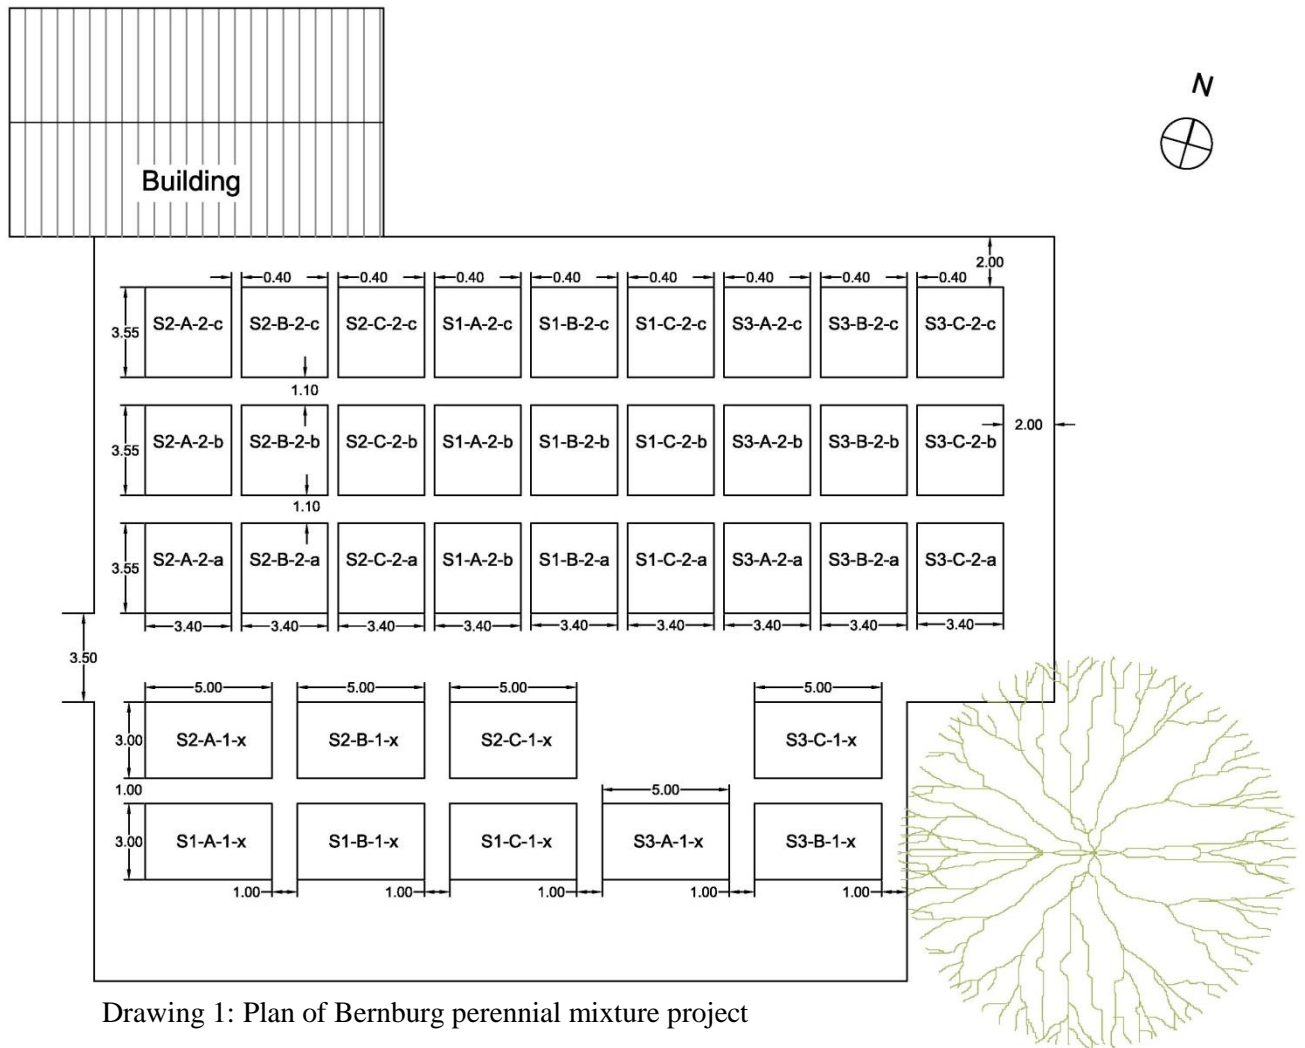 N
Building
2.00
0.40 0.40 0.40 0.40 0.40 0.40 0.40 0.40
3.55 S2-A-2-c S2-B-2-c S2-C-2-c S1-A-2-c S1-B-2-c S1-C-2-c S3-A-2-c S3-B-2-c S3-C-2-c
1.10
3.55 S2-A-2-b S2-B-2-b S2-C-2-b S1-A-2-b S1-B-2-b S1-C-2-b S3-A-2-b S3-B-2-b S3-C-2-b 2.00
1.10
3.55 S2-A-2-a S2-B-2-a S2-C-2-a S1-A-2-b S1-B-2-a S1-C-2-a S3-A-2-a S3-B-2-a S3-C-2-a
3.40 3.40 3.40 3.40 3.40 3.40 3.40 3.40 3.40
3.50
5.00 5.00 5.00 5.00
3.00 S2-A-1-x S2-B-1-x S2-C-1-x S3-C-1-x
1.00 5.00
3.00 S1-A-1-x S1-B-1-x S1-C-1-x S3-A-1-x S3-B-1-x
1.00 1.00 1.00 1.00 1.00
Drawing 1: Plan of Bernburg perennial mixture project